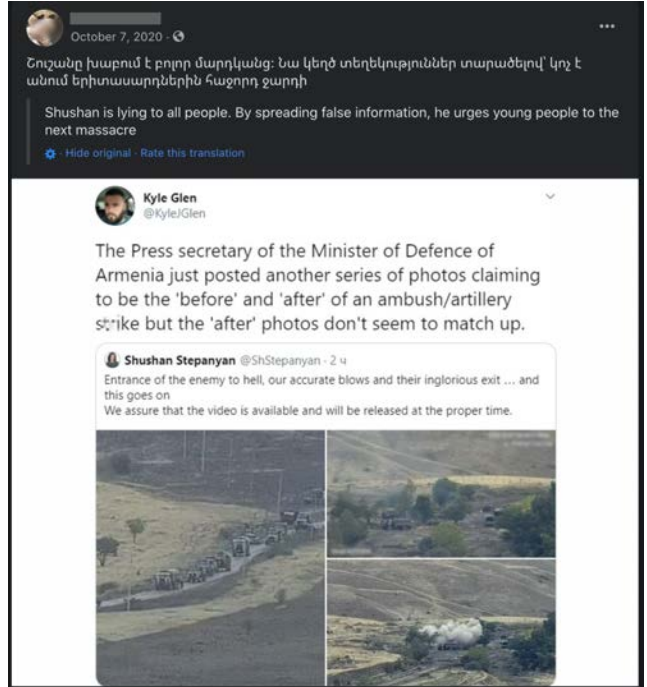 October 7, 2020 ·
Շուշանը խաբում է բոլոր մարդկանց: Նա կեղծ տեղեկություններ տարածելով՝ կոչ է
անում երիտասարդներին հաջորդ ջարդի
Shushan is lying to all people. By spreading false information, he urges young people to the
next massacre
· Hide original · Rate this translation
Kyle Glen
@KyleJGlen
The Press secretary of the Minister of Defence of
Armenia just posted another series of photos claiming
to be the 'before' and 'after' of an ambush/artillery
strike but the 'after' photos don't seem to match up.
Shushan Stepanyan @ShStepanyan · 2 ч
Entrance of the enemy to hell, our accurate blows and their inglorious exit ... and
this goes on
We assure that the video is available and will be released at the proper time.